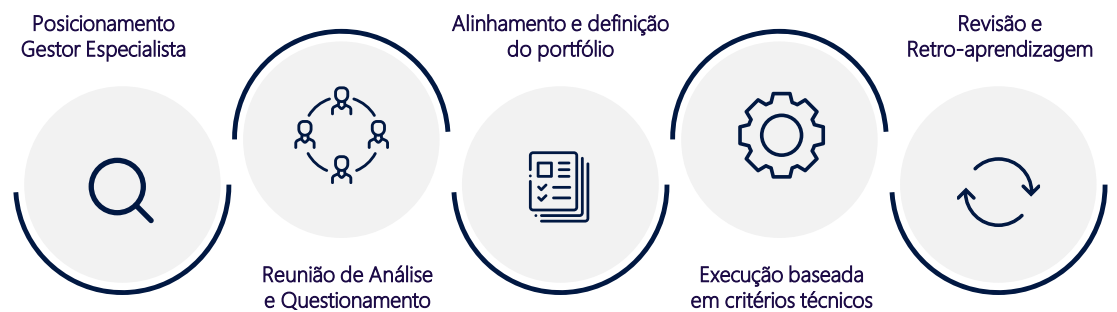 Posicionamento
Gestor Especialista
Reunião de Análise
e Questionamento
Alinhamento e definição
do portfólio
Execução baseada
em critérios técnicos
Revisão e
Retro-aprendizagem